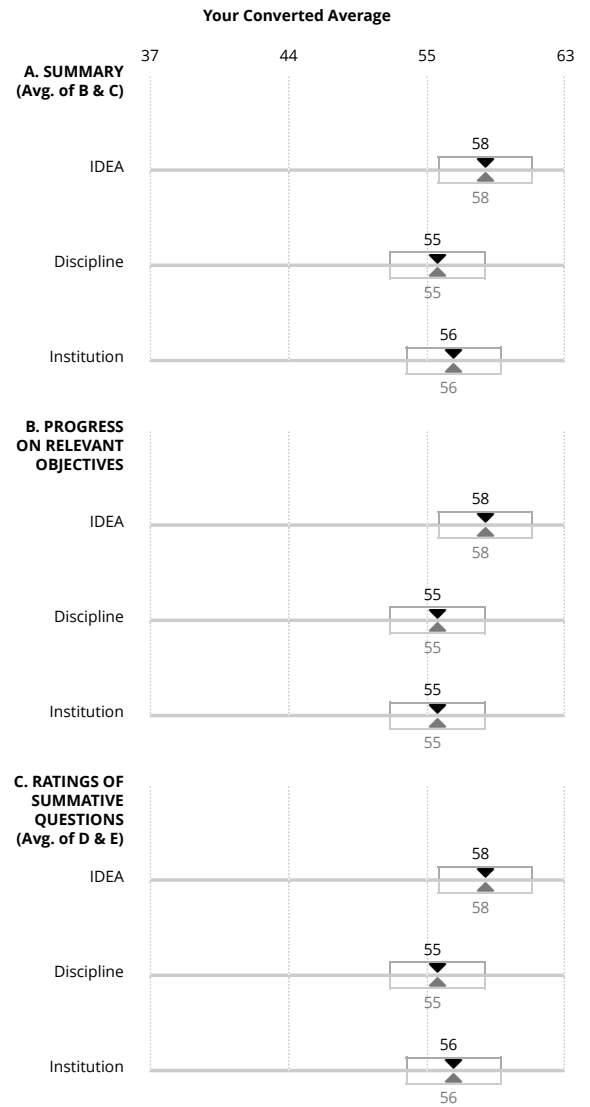 Your Converted Average
37 44 55 63
A. SUMMARY
(Avg. of B & C)
58
IDEA
58
55
Discipline
55
56
Institution
56
B. PROGRESS
ON RELEVANT
OBJECTIVES
58
IDEA
58
55
Discipline
55
55
Institution
55
C. RATINGS OF
SUMMATIVE
QUESTIONS
(Avg. of D & E)
58
IDEA
58
55
Discipline
55
56
Institution
56